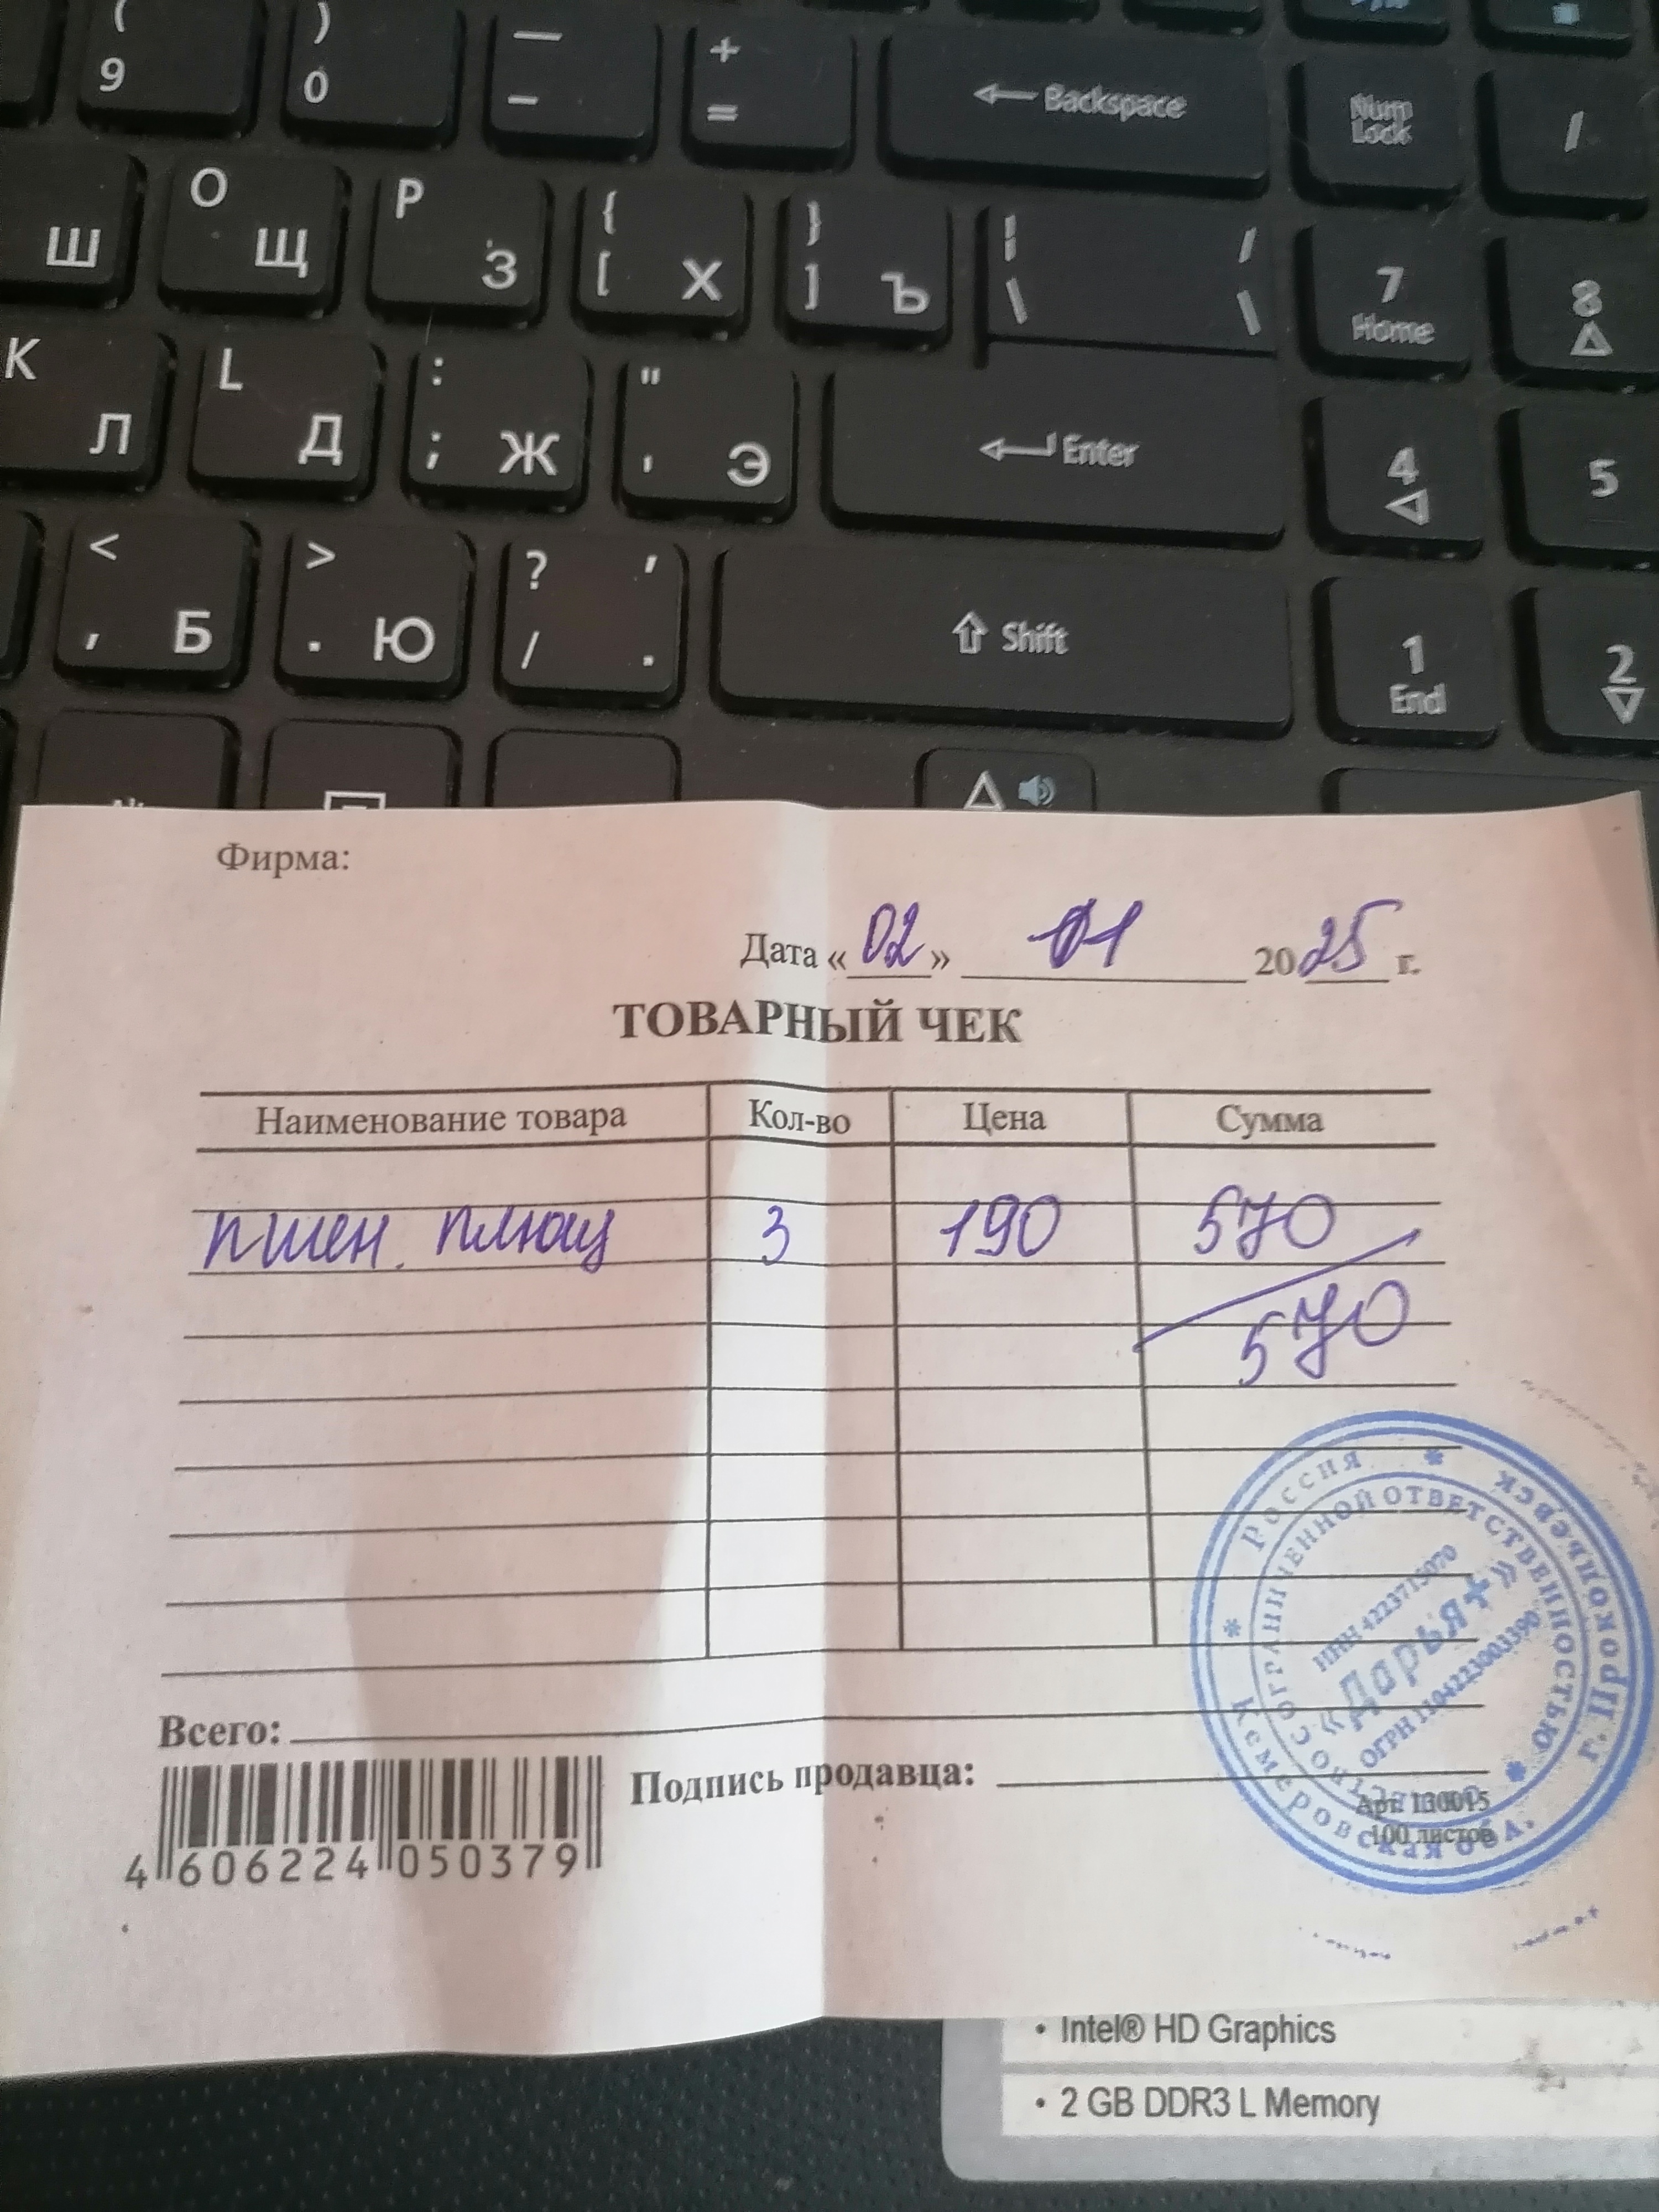 ( 9 ) 0 — - + = ← Backspace Num Lock /
Ш O Щ P З { [ Х } ] Ъ | \ / \ 7 Home 8
K Л L Д : ; Ж " ' Э Enter 4 5
< , Б > . Ю ? / , . Shift 1 End 2
Фирма:
Дата «02» 01 2025 г.
ТОВАРНЫЙ ЧЕК
Наименование товара Кол-во Цена Сумма
пшен. плющ 3 190 570
570
Всего:
Подпись продавца:
4 606224 050379
Арт. 130015
100 листов
Россия * г. Прокопьевск
Кемеровская обл. *
ограниченной ответственностью *
«Дарья+»
• Intel® HD Graphics
• 2 GB DDR3 L Memory